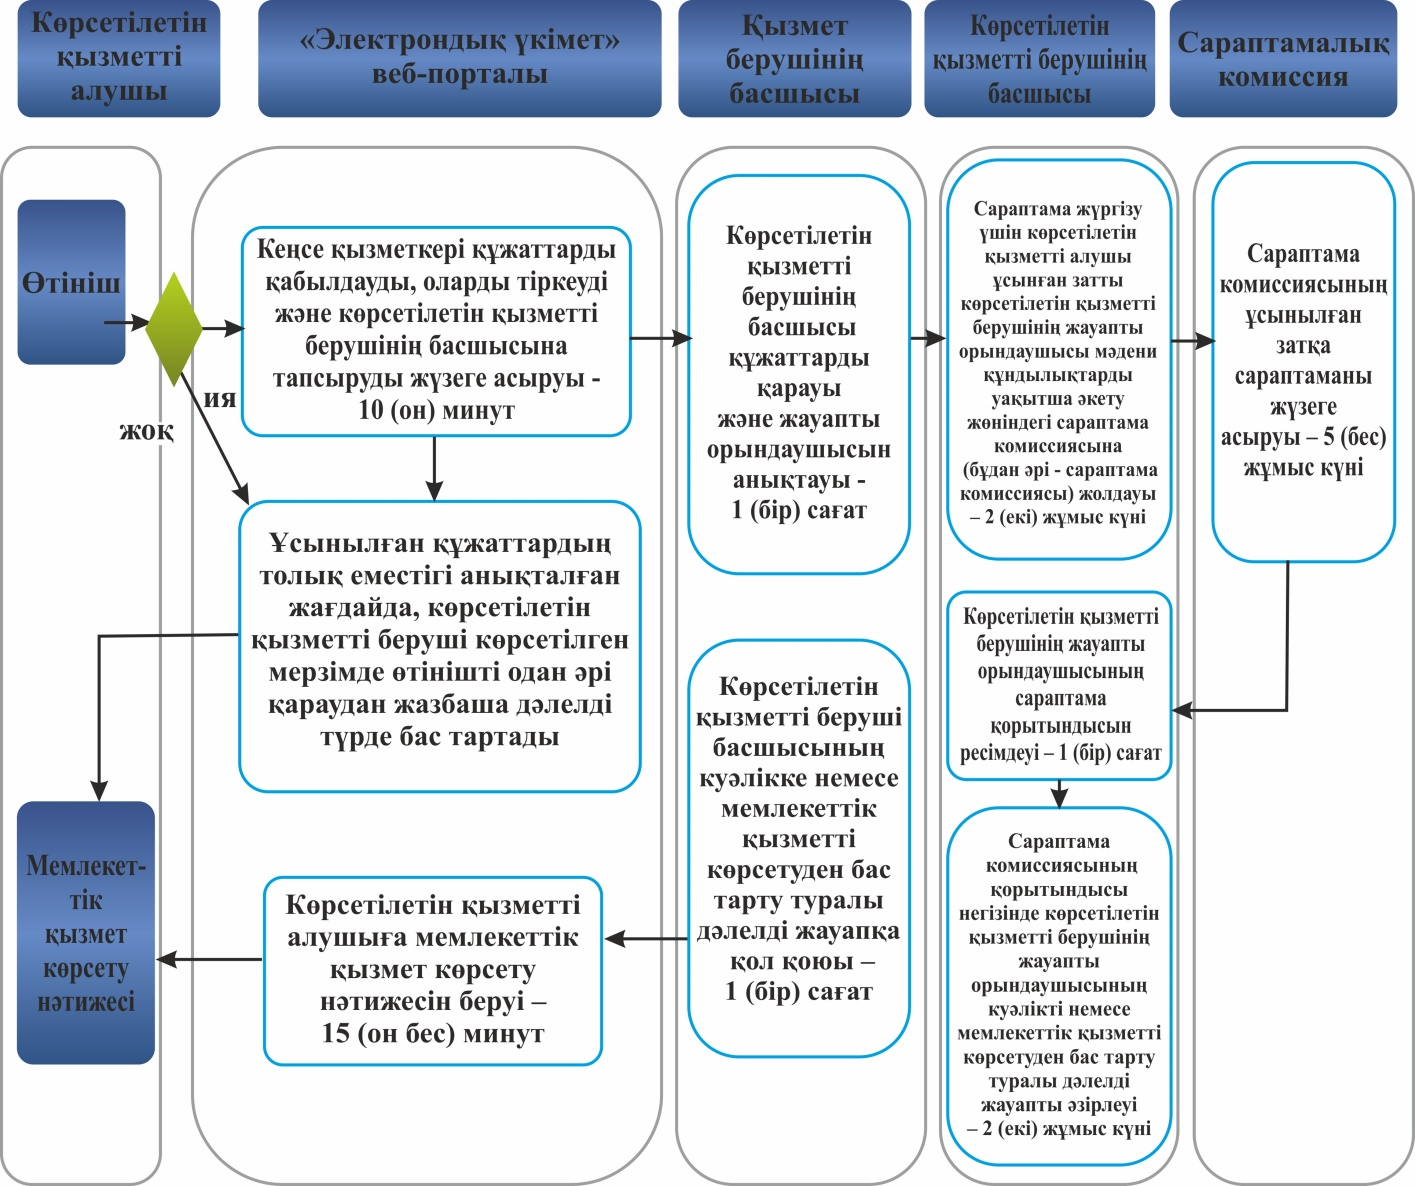 Көрсетілетін
қызметті
алушы
«Электрондық үкімет»
веб-порталы
Қызмет
берушінің
басшысы
Көрсетілетін
қызметті берушінің
басшысы
Сараптамалық
комиссия
Өтініш
ия
жоқ
Кеңсе қызметкері құжаттарды
қабылдауды, оларды тіркеуді
және көрсетілетін қызметті
берушінің басшысына
тапсыруды жүзеге асыруы -
10 (он) минут
Ұсынылған құжаттардың
толық еместігі анықталған
жағдайда, көрсетілетін
қызметті беруші көрсетілген
мерзімде өтінішті одан әрі
қараудан жазбаша дәлелді
түрде бас тартады
Көрсетілетін
қызметті
берушінің
басшысы
құжаттарды
қарауы
және жауапты
орындаушысын
анықтауы -
1 (бір) сағат
Сараптама жүргізу
үшін көрсетілетін
қызметті алушы
ұсынған затты
көрсетілетін қызметті
берушінің жауапты
орындаушысы мәдени
құндылықтарды
уақытша әкету
жөніндегі сараптама
комиссиясына
(бұдан әрі - сараптама
комиссиясы) жолдауы
– 2 (екі) жұмыс күні
Сараптама
комиссиясының
ұсынылған
затқа
сараптаманы
жүзеге
асыруы – 5 (бес)
жұмыс күні
Көрсетілетін қызметті
берушінің жауапты
орындаушысының
сараптама
қорытындысын
ресімдеуі – 1 (бір) сағат
Сараптама
комиссиясының
қорытындысы
негізінде көрсетілетін
қызметті берушінің
жауапты
орындаушысының
куәлікті немесе
мемлекеттік қызметті
көрсетуден бас тарту
туралы дәлелді
жауапты әзірлеуі
– 2 (екі) жұмыс күні
Көрсетілетін
қызметті беруші
басшысының
куәлікке немесе
мемлекеттік
қызметті
көрсетуден бас
тарту туралы
дәлелді жауапқа
қол қоюы –
1 (бір) сағат
Көрсетілетін қызметті
алушыға мемлекеттік
қызмет көрсету
нәтижесін беруі –
15 (он бес) минут
Мемлекет-
тік
қызмет
көрсету
нәтижесі